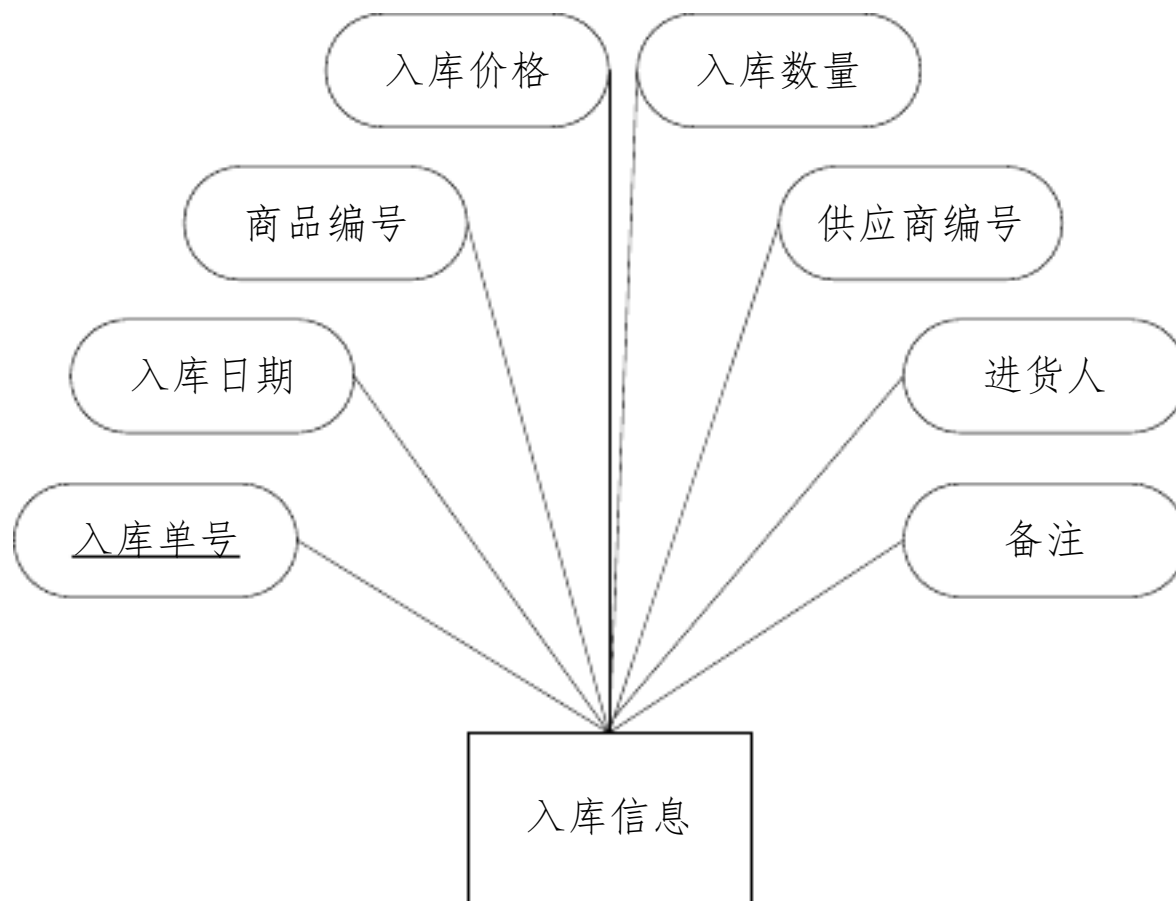 入库价格
入库数量
商品编号
供应商编号
入库日期
进货人
入库单号
备注
入库信息